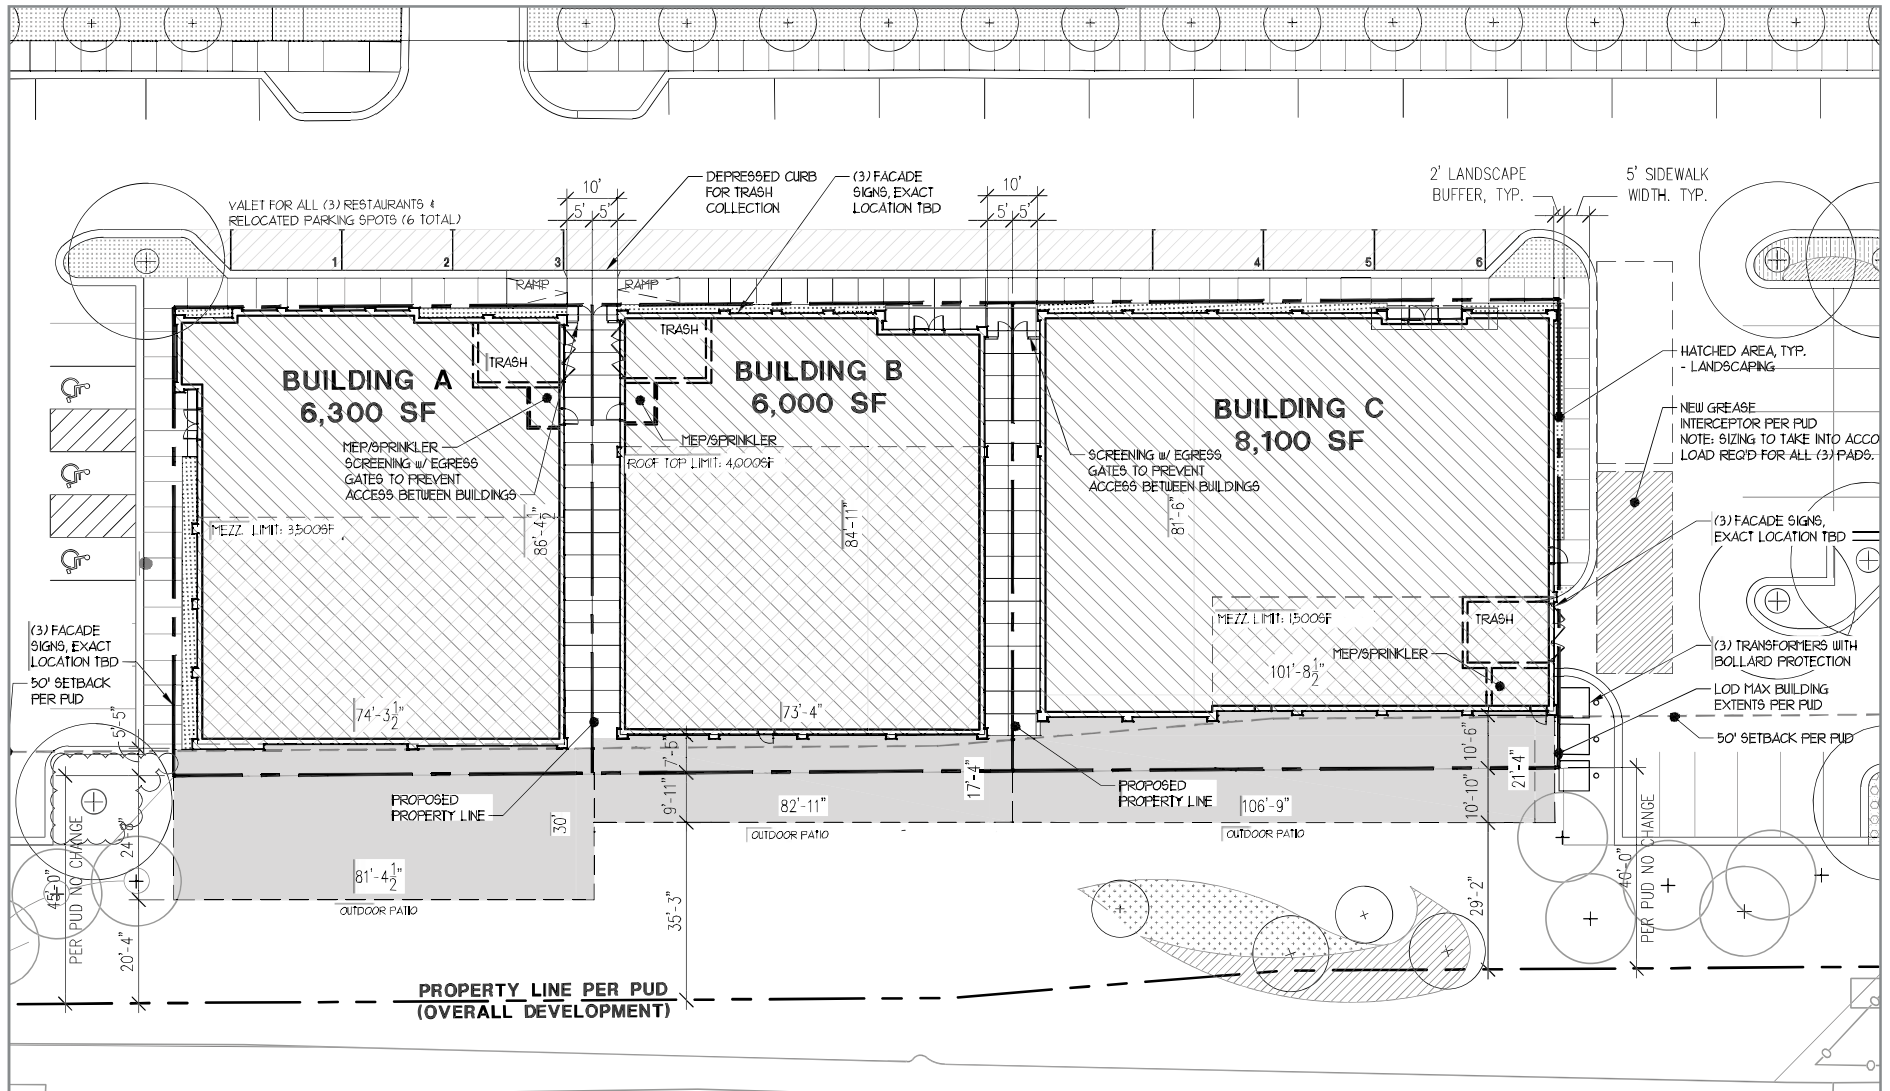 DEPRESSED CURB
FOR TRASH
COLLECTION
(3) FACADE
SIGNS, EXACT
LOCATION TBD
2' LANDSCAPE
BUFFER, TYP.
5' SIDEWALK
WIDTH. TYP.
VALET FOR ALL (3) RESTAURANTS &
RELOCATED PARKING SPOTS (6 TOTAL)
10'
5'
5'
10'
5'
5'
1
2
3
4
5
6
RAMP
RAMP
TRASH
TRASH
BUILDING A
6,300 SF
BUILDING B
6,000 SF
BUILDING C
8,100 SF
HATCHED AREA, TYP.
- LANDSCAPING
NEW GREASE
INTERCEPTOR PER PUD
NOTE: SIZING TO TAKE INTO ACCO
LOAD REQ'D FOR ALL (3) PADS.
MEP/SPRINKLER
SCREENING W/ EGRESS
GATES TO PREVENT
ACCESS BETWEEN BUILDINGS
MEP/SPRINKLER
ROOF TOP LIMIT: 4,000SF
SCREENING W/ EGRESS
GATES TO PREVENT
ACCESS BETWEEN BUILDINGS
MEZZ. LIMIT: 3,500SF
86'-4 1/2"
84'-11"
81'-6"
(3) FACADE SIGNS,
EXACT LOCATION TBD
MEZZ LIMIT: 1,500SF
TRASH
MEP/SPRINKLER
101'-8 1/2"
(3) FACADE
SIGNS, EXACT
LOCATION TBD
50' SETBACK
PER PUD
(3) TRANSFORMERS WITH
BOLLARD PROTECTION
LOD MAX BUILDING
EXTENTS PER PUD
50' SETBACK PER PUD
74'-3 1/2"
73'-4"
5'-5"
7'-5"
9'-11"
17'-4"
10'-6"
10'-10"
21'-4"
PROPOSED
PROPERTY LINE
PROPOSED
PROPERTY LINE
30'
82'-11"
106'-9"
OUTDOOR PATIO
OUTDOOR PATIO
81'-4 1/2"
OUTDOOR PATIO
45'-0"
PER PUD NO CHANGE
24'-8"
20'-4"
35'-3"
29'-2"
40'-0"
PER PUD NO CHANGE
PROPERTY LINE PER PUD
(OVERALL DEVELOPMENT)